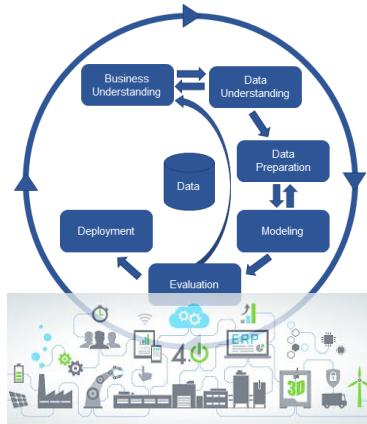 Business
Understanding
Data
Understanding
Data
Preparation
Data
Deployment
Modeling
Evaluation
4.0
ERP
3D